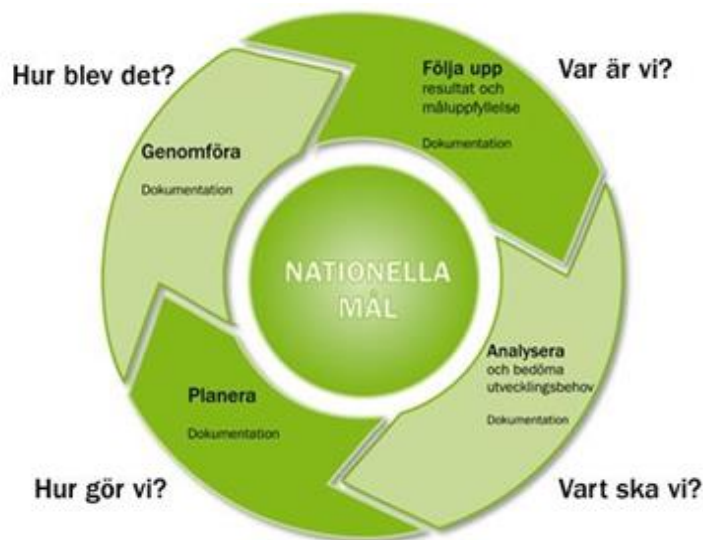 Hur blev det?
Följa upp
resultat och
måluppfyllelse
Dokumentation
Var är vi?
Genomföra
Dokumentation
NATIONELLA
MÅL
Analysera
och bedöma
utvecklingsbehov
Dokumentation
Planera
Dokumentation
Hur gör vi?
Vart ska vi?